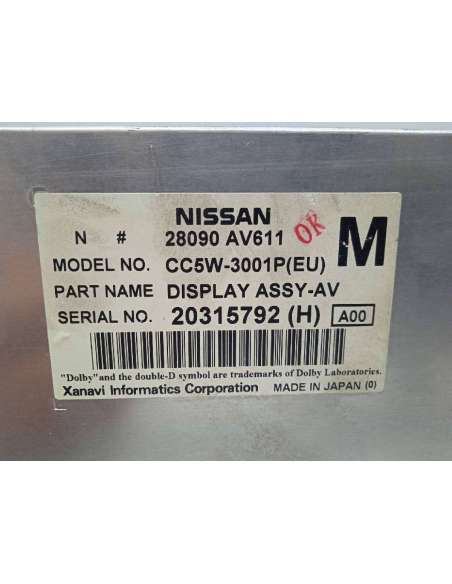 NISSAN
N # 28090 AV611 OK
M
MODEL NO. CC5W-3001P(EU)
PART NAME DISPLAY ASSY-AV
SERIAL NO. 20315792 (H) A00
"Dolby"and the double-D symbol are trademarks of Dolby Laboratories.
Xanavi Informatics Corporation MADE IN JAPAN (0)